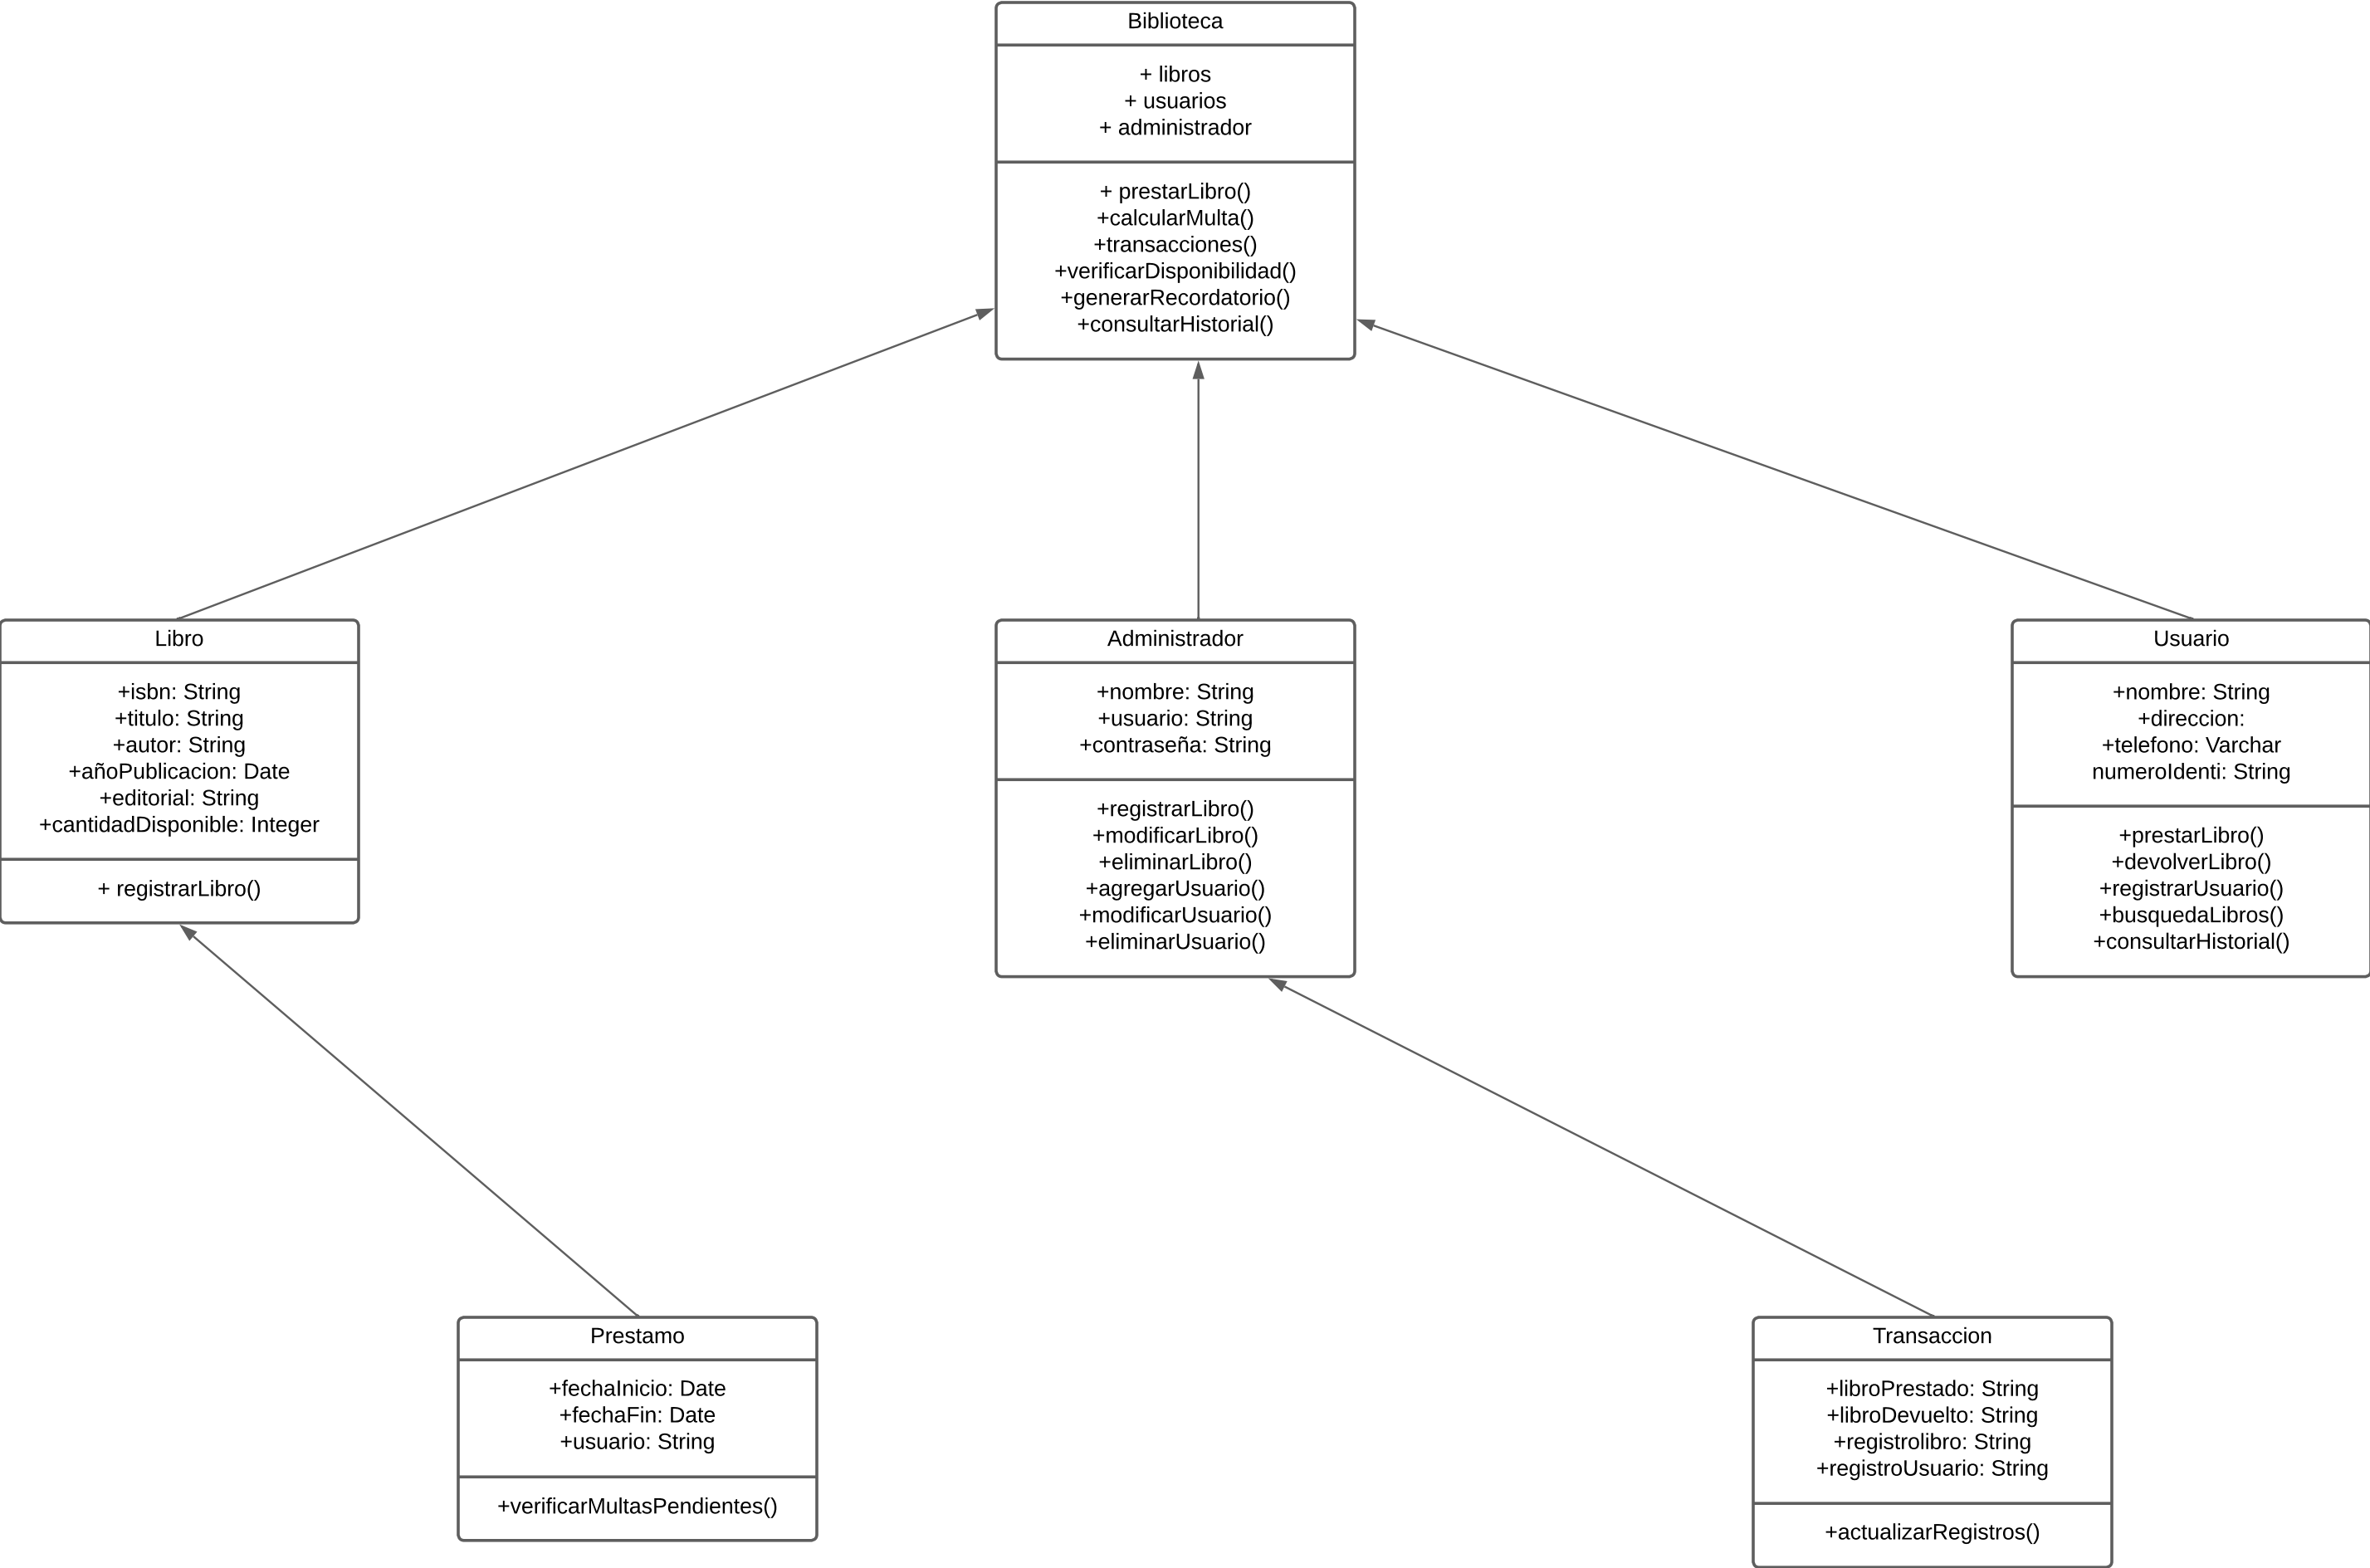 Biblioteca
+ libros
+ usuarios
+ administrador
+ prestarLibro()
+calcularMulta()
+transacciones()
+verificarDisponibilidad()
+generarRecordatorio()
+consultarHistorial()
Libro
+isbn: String
+titulo: String
+autor: String
+añoPublicacion: Date
+editorial: String
+cantidadDisponible: Integer
+ registrarLibro()
Administrador
+nombre: String
+usuario: String
+contraseña: String
+registrarLibro()
+modificarLibro()
+eliminarLibro()
+agregarUsuario()
+modificarUsuario()
+eliminarUsuario()
Usuario
+nombre: String
+direccion:
+telefono: Varchar
numeroIdenti: String
+prestarLibro()
+devolverLibro()
+registrarUsuario()
+busquedaLibros()
+consultarHistorial()
Prestamo
+fechaInicio: Date
+fechaFin: Date
+usuario: String
+verificarMultasPendientes()
Transaccion
+libroPrestado: String
+libroDevuelto: String
+registrolibro: String
+registroUsuario: String
+actualizarRegistros()